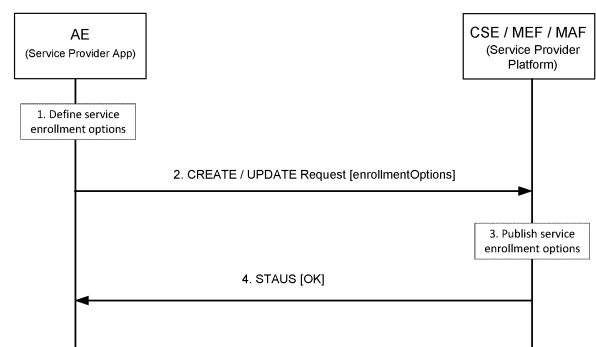 AE
(Service Provider App)
CSE / MEF / MAF
(Service Provider
Platform)
1. Define service
enrollment options
2. CREATE / UPDATE Request [enrollmentOptions]
3. Publish service
enrollment options
4. STAUS [OK]